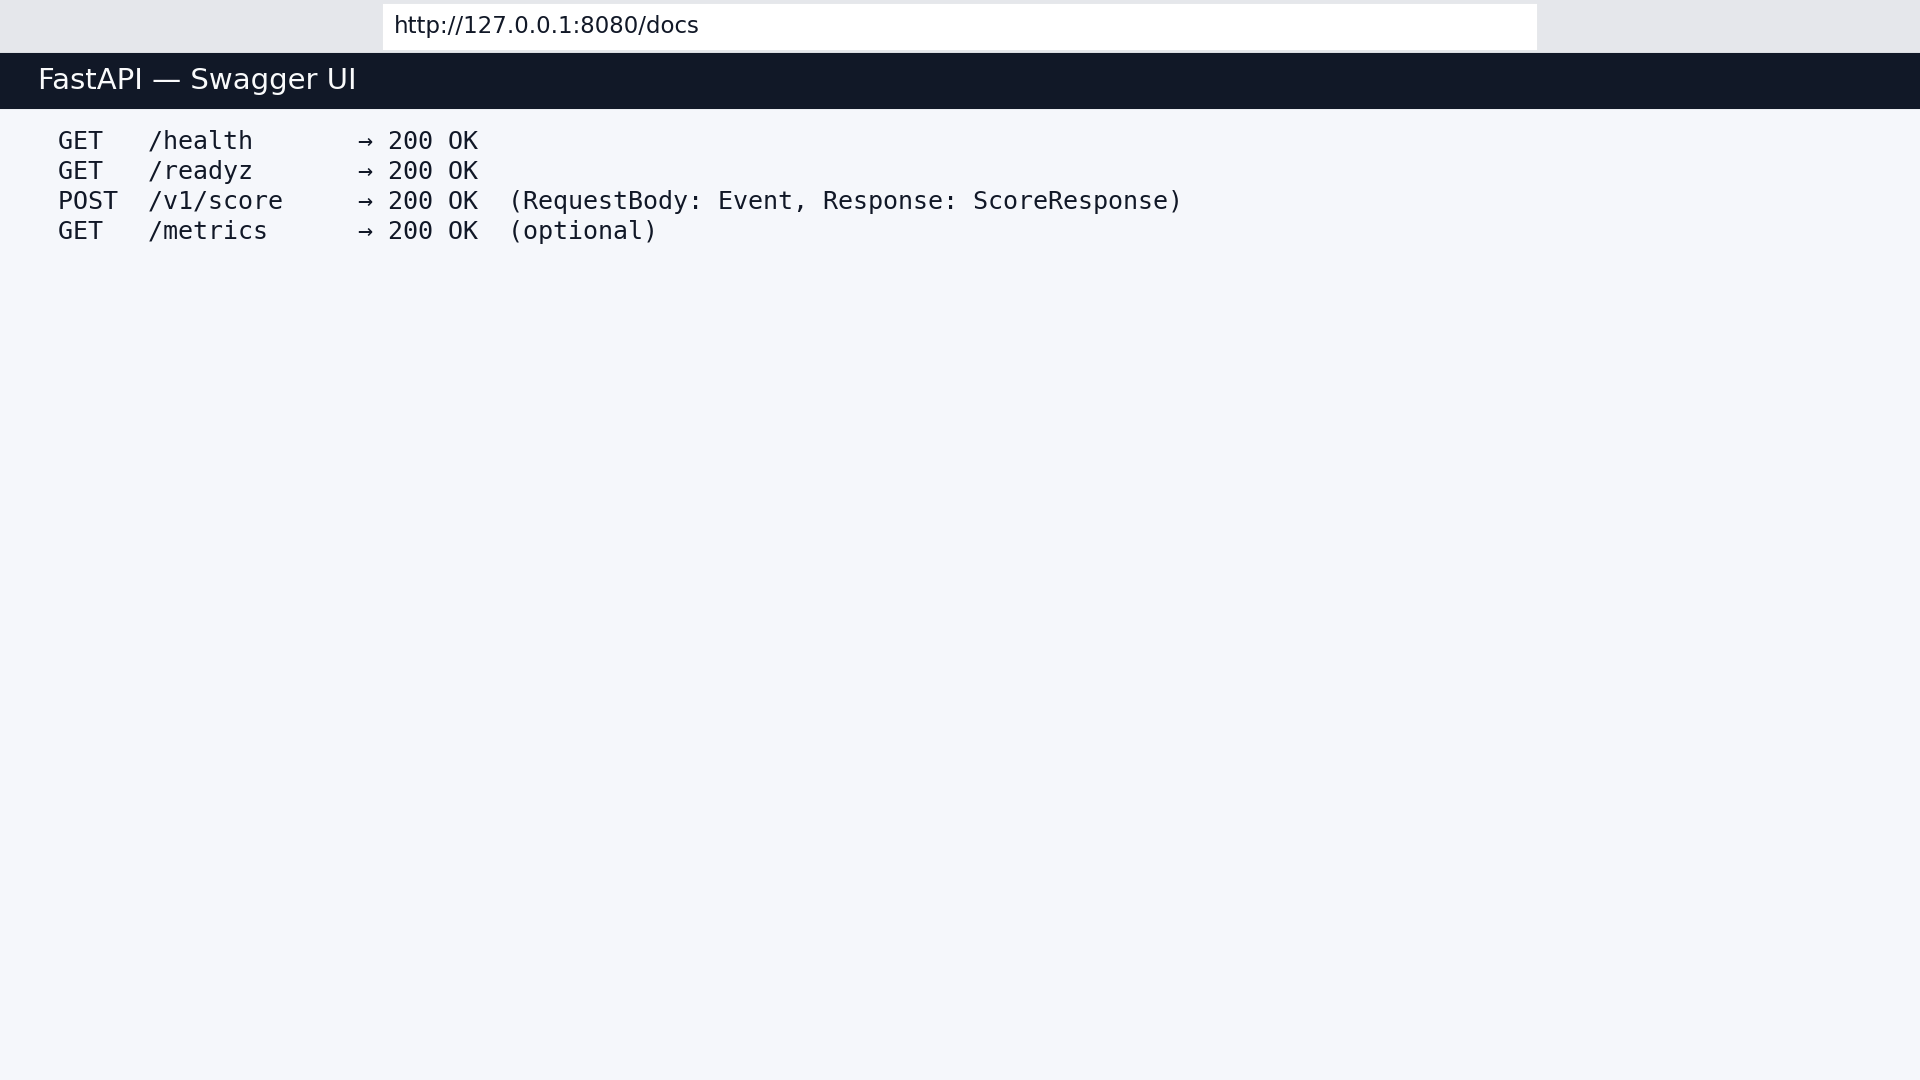 http://127.0.0.1:8080/docs
FastAPI — Swagger UI
GET   /health       → 200 OK
GET   /readyz       → 200 OK
POST  /v1/score     → 200 OK  (RequestBody: Event, Response: ScoreResponse)
GET   /metrics      → 200 OK  (optional)